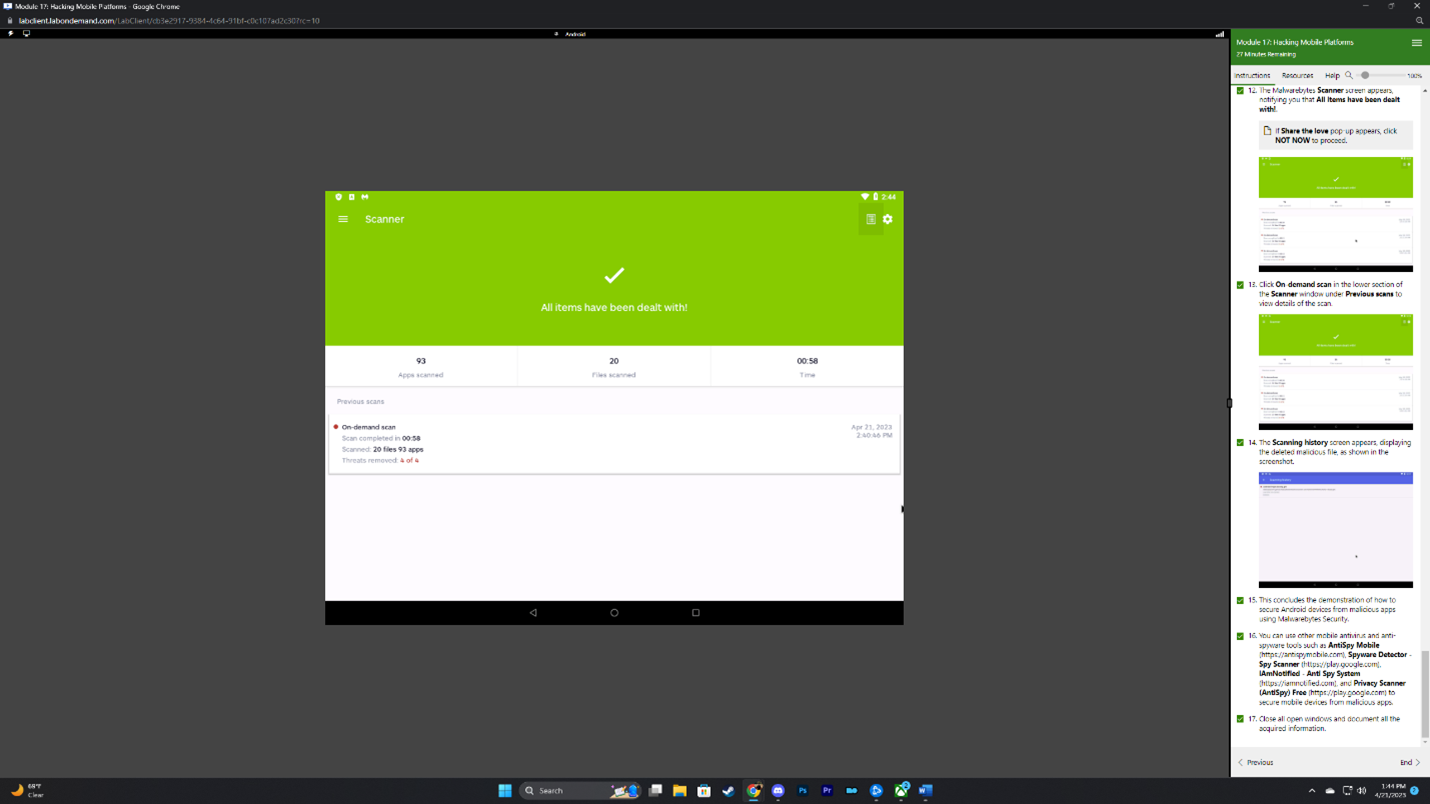 Module 17: Hacking Mobile Platforms - Google Chrome
labclient.labondemand.com/LabClient/cb3e2917-9384-4c64-91bf-c0c107ad2c30?rc=10
Android
2:44
Scanner
All items have been dealt with!
93
Apps scanned
20
Files scanned
00:58
Time
Previous scans
On-demand scan
Scan completed in 00:58
Scanned: 20 files 93 apps
Threats removed: 4 of 4
Apr 21, 2023
2:40:46 PM
Module 17: Hacking Mobile Platforms
27 Minutes Remaining
Instructions Resources Help 100%
12. The Malwarebytes Scanner screen appears,
notifying you that All items have been dealt
with!.
If Share the love pop-up appears, click
NOT NOW to proceed.
13. Click On-demand scan in the lower section of
the Scanner window under Previous scans to
view details of the scan.
14. The Scanning history screen appears, displaying
the deleted malicious file, as shown in the
screenshot.
15. This concludes the demonstration of how to
secure Android devices from malicious apps
using Malwarebytes Security.
16. You can use other mobile antivirus and anti-
spyware tools such as AntiSpy Mobile
(https://antispymobile.com), Spyware Detector -
Spy Scanner (https://play.google.com),
iAmNotified - Anti Spy System
(https://iamnotified.com), and Privacy Scanner
(AntiSpy) Free (https://play.google.com) to
secure mobile devices from malicious apps.
17. Close all open windows and document all the
acquired information.
Previous End
68°F
Clear
Search
1:44 PM
4/21/2023